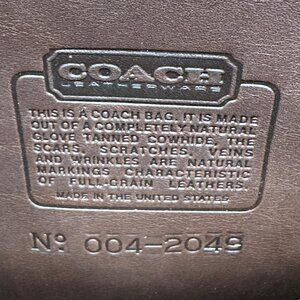 COACH
LEATHERWARE
THIS IS A COACH BAG. IT IS MADE
OUT OF A COMPLETELY NATURAL
GLOVE TANNED COWHIDE. THE
SCARS, SCRATCHES, VEINS
AND WRINKLES ARE NATURAL
MARKINGS CHARACTERISTIC
OF FULL-GRAIN LEATHERS.
MADE IN THE UNITED STATES
No 004-2049